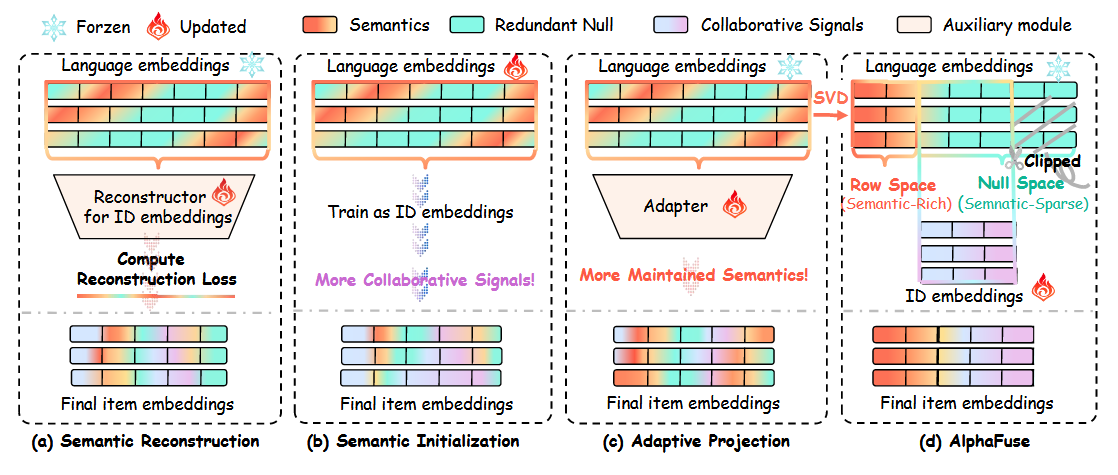 Forzen
Updated
Semantics
Redundant Null
Collaborative Signals
Auxiliary module
Language embeddings
Reconstructor
for ID embeddings
Compute
Reconstruction Loss
Final item embeddings
(a) Semantic Reconstruction
Language embeddings
Train as ID embeddings
More Collaborative Signals!
Final item embeddings
(b) Semantic Initialization
Language embeddings
Adapter
More Maintained Semantics!
Final item embeddings
(c) Adaptive Projection
SVD
Language embeddings
Clipped
Row Space
(Semantic-Rich)
Null Space
(Semnatic-Sparse)
ID embeddings
Final item embeddings
(d) AlphaFuse